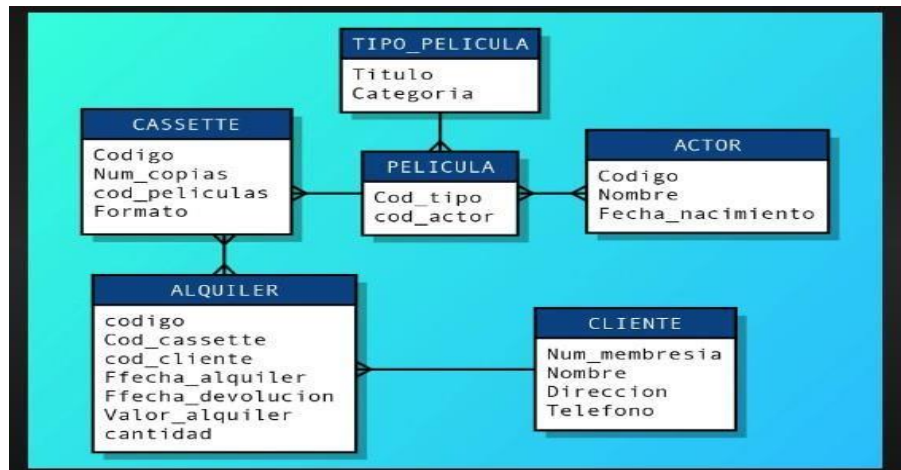 TIPO_PELICULA
Titulo
Categoria
CASSETTE
Codigo
Num_copias
cod_peliculas
Formato
PELICULA
Cod_tipo
cod_actor
ACTOR
Codigo
Nombre
Fecha_nacimiento
ALQUILER
codigo
Cod_cassette
cod_cliente
Ffecha_alquiler
Ffecha_devolucion
Valor_alquiler
cantidad
CLIENTE
Num_membresia
Nombre
Direccion
Telefono